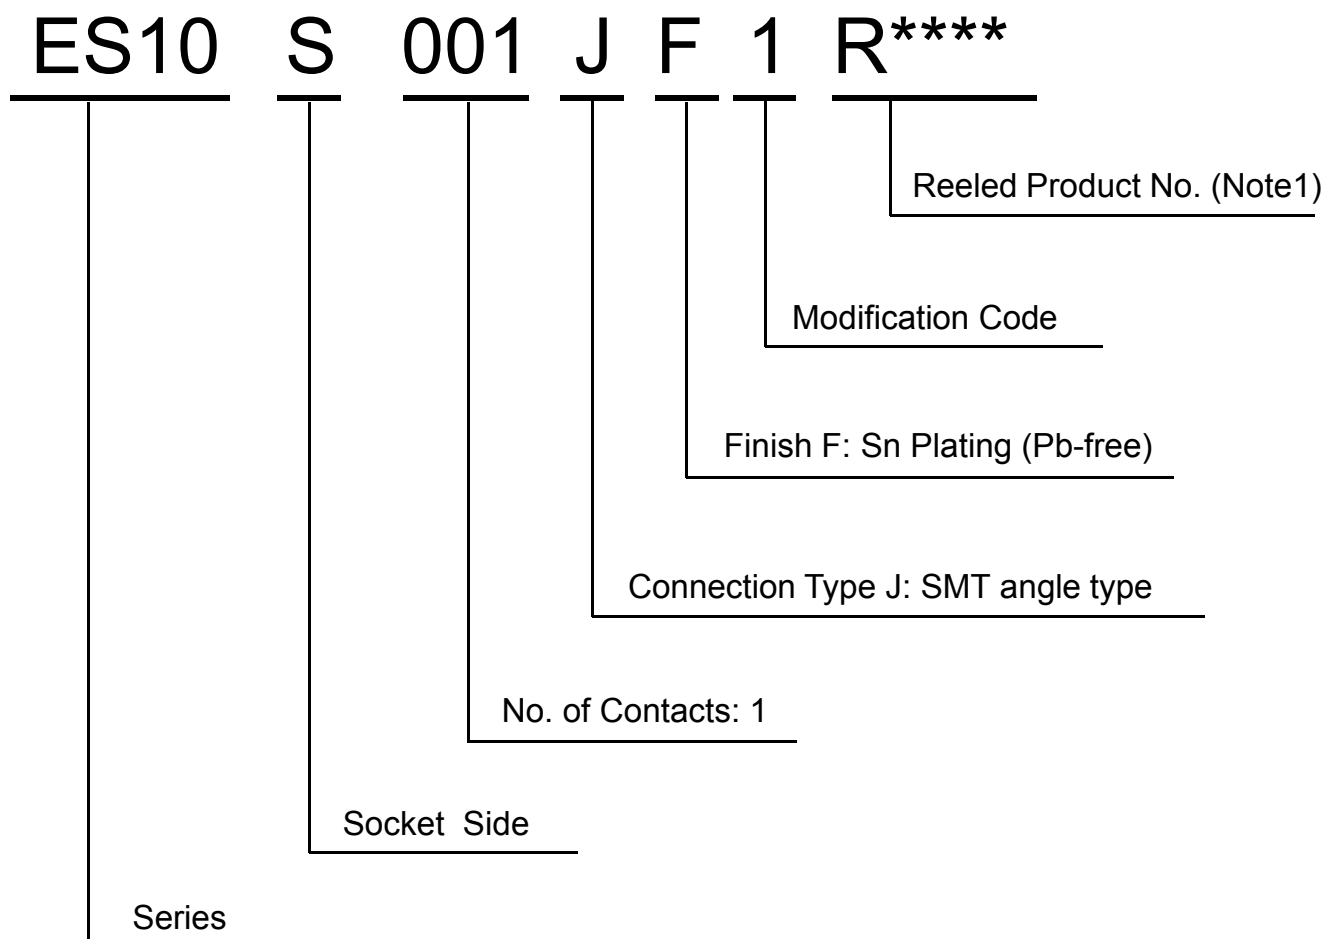 ES10 S 001 J F 1 R****
Reeled Product No. (Note1)
Modification Code
Finish F: Sn Plating (Pb-free)
Connection Type J: SMT angle type
No. of Contacts: 1
Socket Side
Series